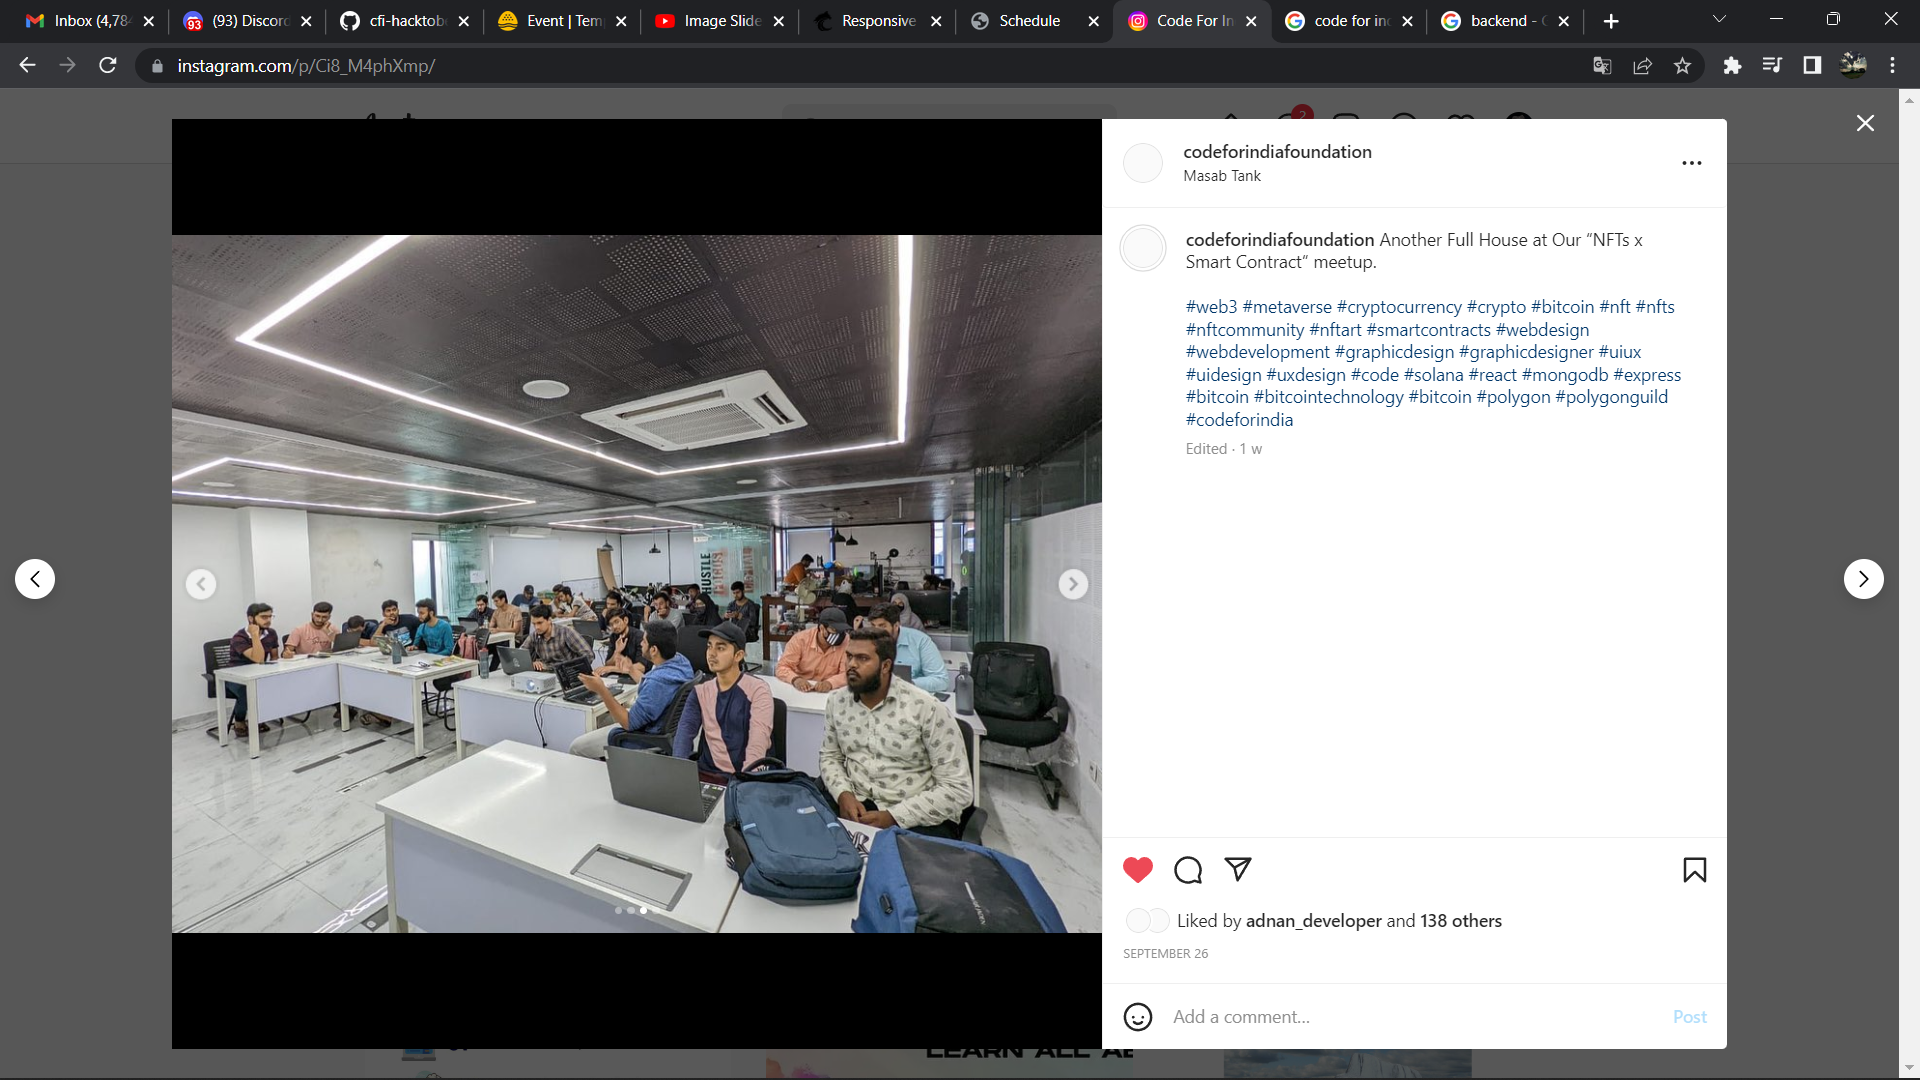 Inbox (4,784
(93) Discord
cfi-hacktob
Event | Tem
Image Slide
Responsive
Schedule
Code For In
code for inc
backend -
instagram.com/p/Ci8_M4phXmp/
2
codeforindiafoundation
Masab Tank
codeforindiafoundation Another Full House at Our “NFTs x
Smart Contract“ meetup.
#web3 #metaverse #cryptocurrency #crypto #bitcoin #nft #nfts
#nftcommunity #nftart #smartcontracts #webdesign
#webdevelopment #graphicdesign #graphicdesigner #uiux
#uidesign #uxdesign #code #solana #react #mongodb #express
#bitcoin #bitcointechnology #bitcoin #polygon #polygonguild
#codeforindia
Edited · 1 w
HUSTLE
FOCUS
Liked by adnan_developer and 138 others
SEPTEMBER 26
Add a comment...
Post
LEARN ALL AE